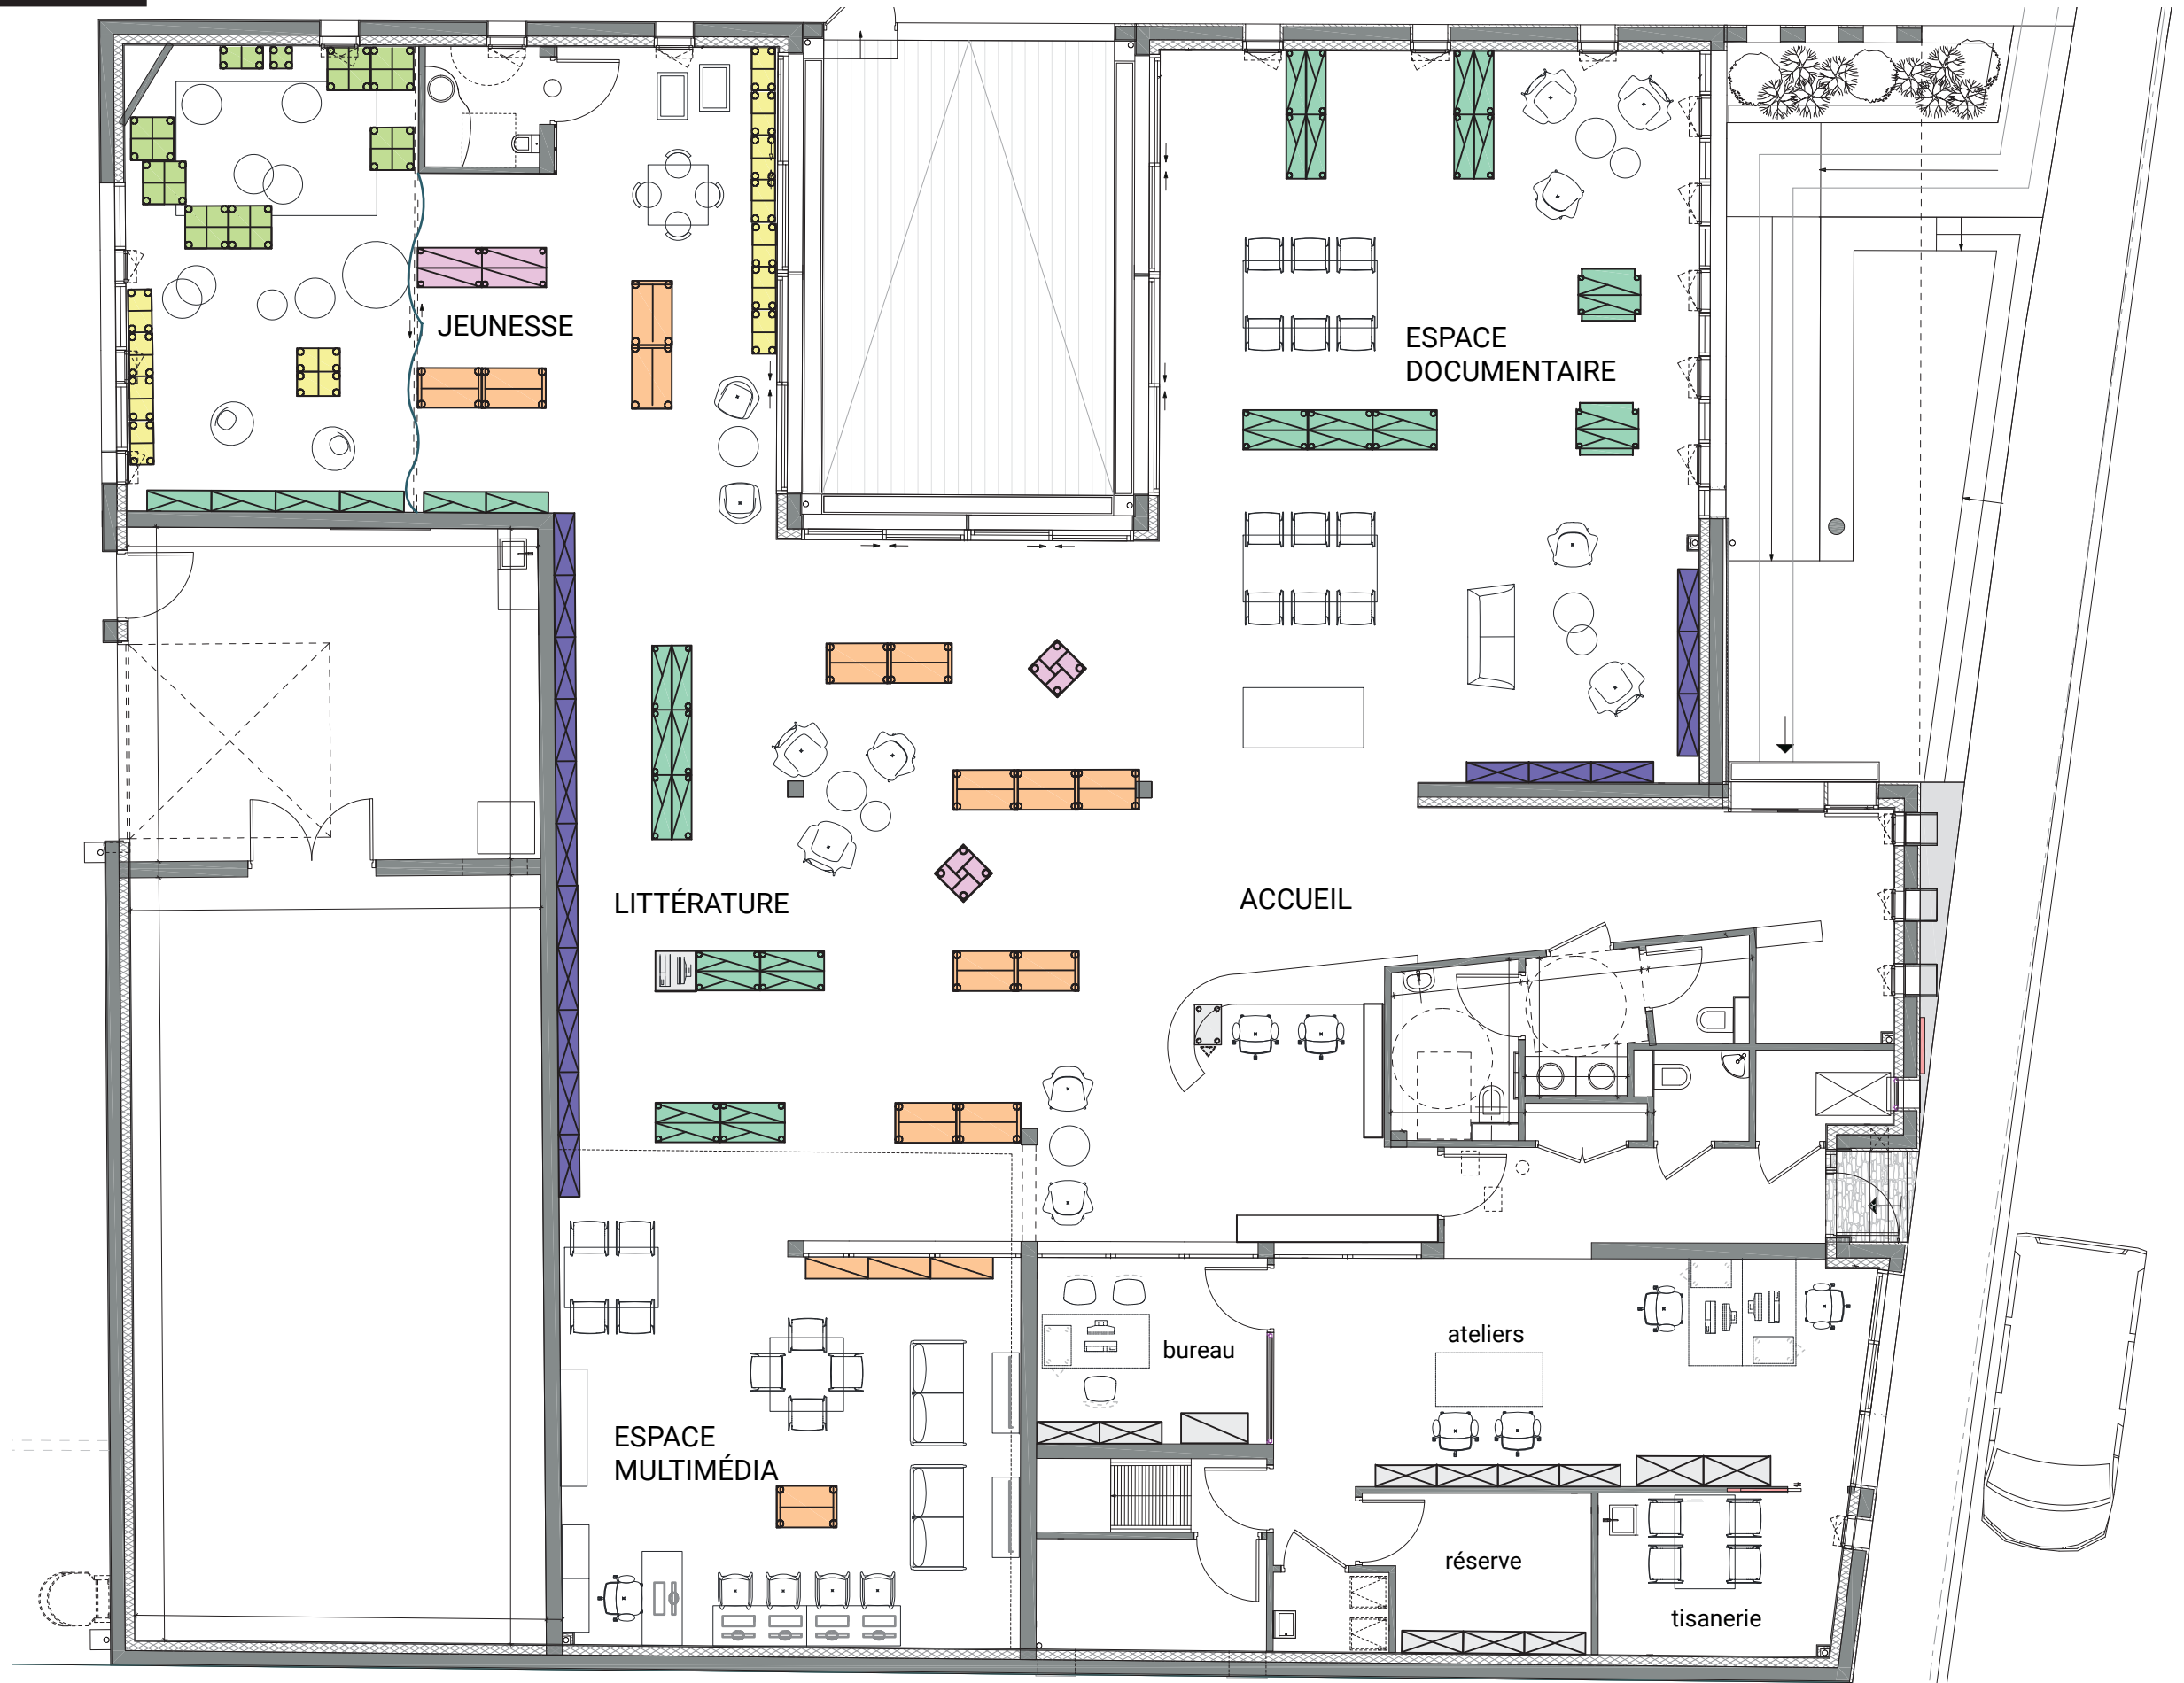 JEUNESSE
ESPACE
DOCUMENTAIRE
LITTÉRATURE
ACCUEIL
bureau
ateliers
ESPACE
MULTIMÉDIA
réserve
tisanerie